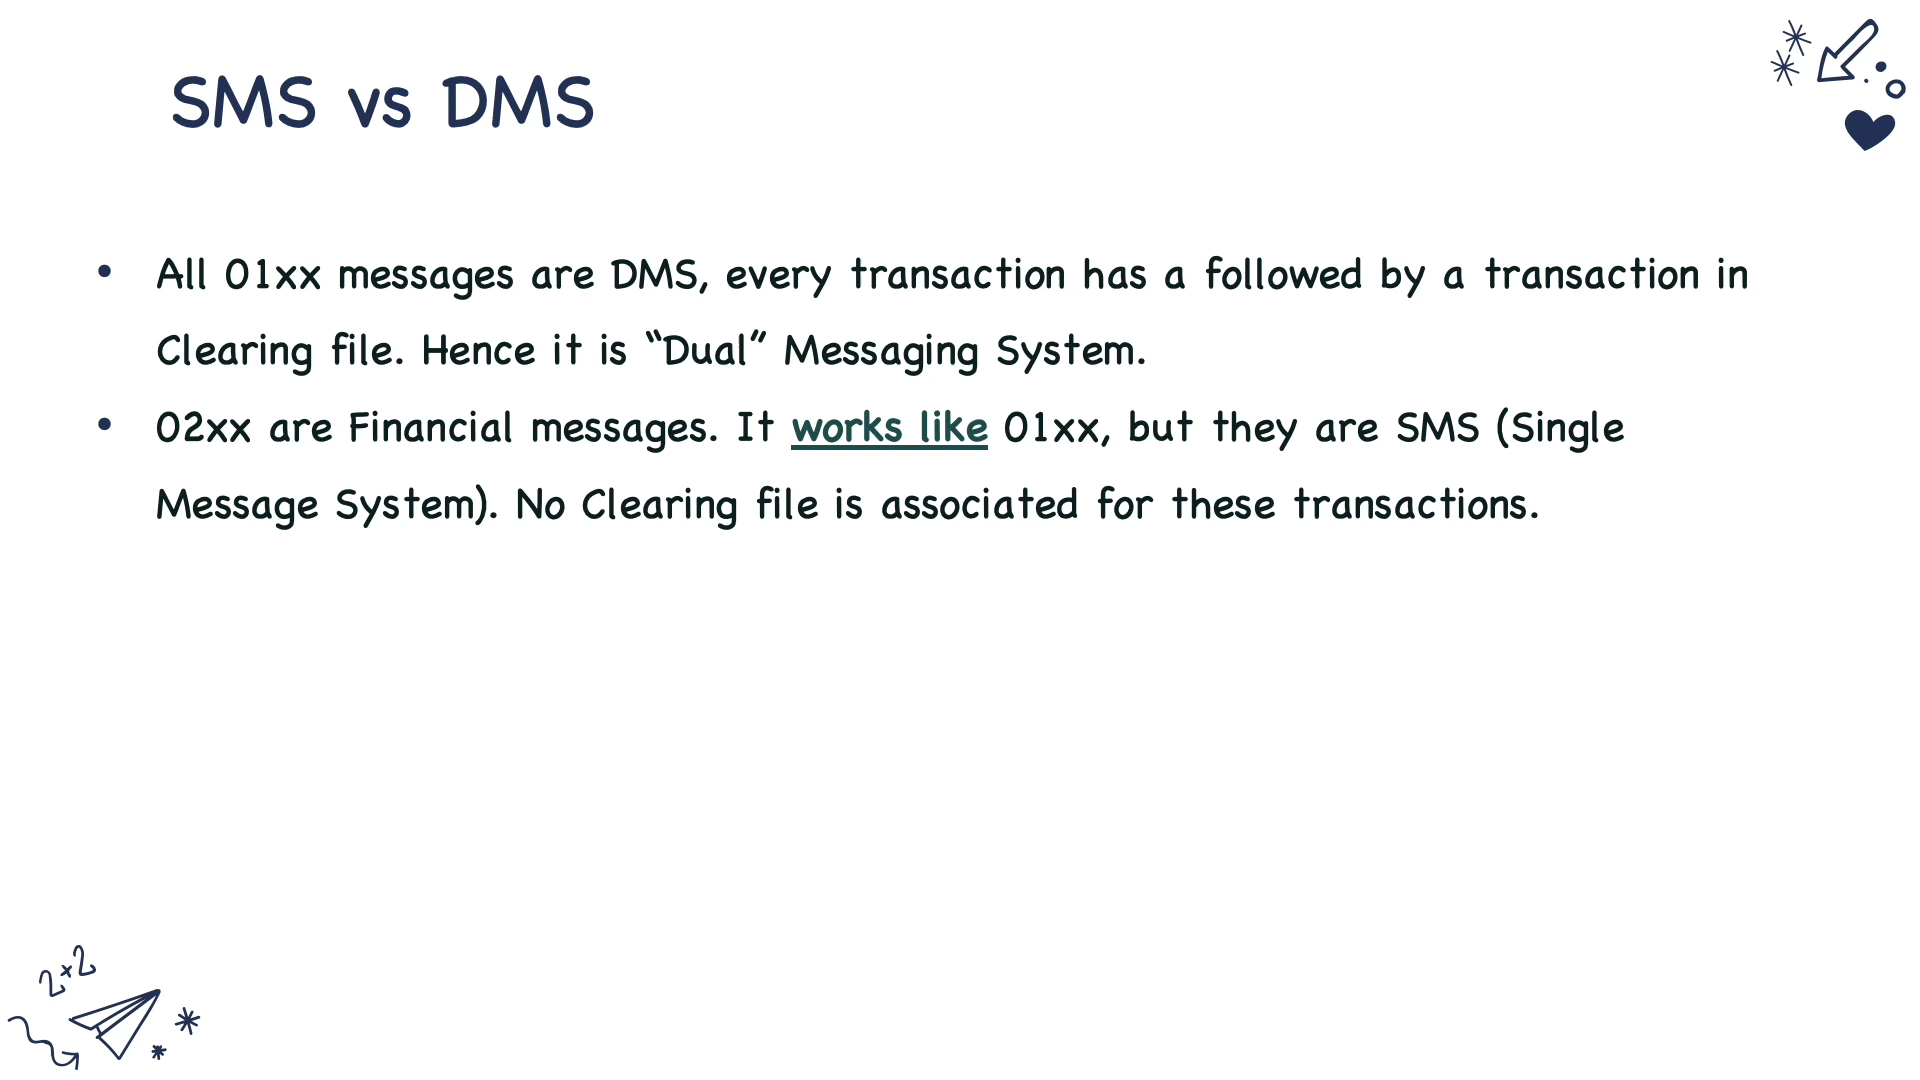 SMS vs DMS
• All 01xx messages are DMS, every transaction has a followed by a transaction in
Clearing file. Hence it is “Dual” Messaging System.
• 02xx are Financial messages. It works like 01xx, but they are SMS (Single
Message System). No Clearing file is associated for these transactions.
2x2